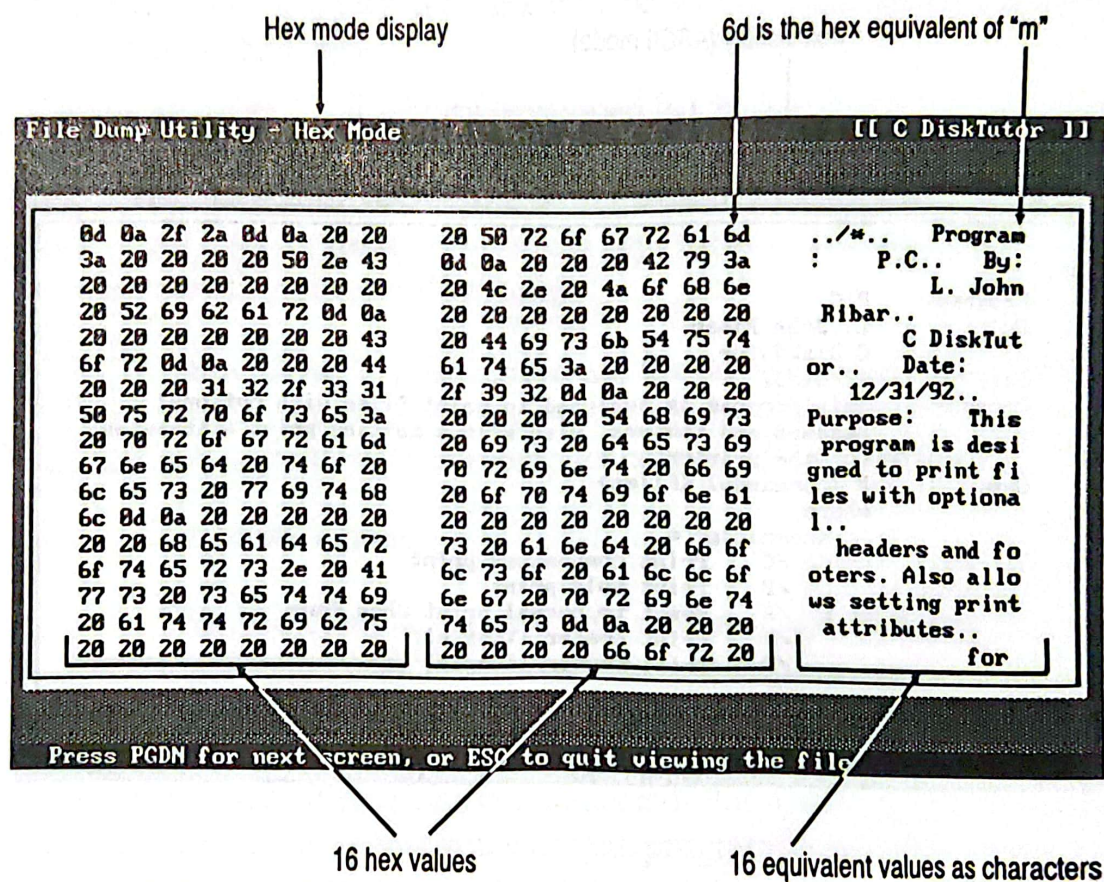 Hex mode display
6d is the hex equivalent of "m"
File Dump Utility - Hex Mode [[ C DiskTutor ]]
0d 0a 2f 2a 0d 0a 20 20 20 50 72 6f 67 72 61 6d ../*.. Program
3a 20 20 20 20 50 2e 43 0d 0a 20 20 20 42 79 3a : P.C.. By:
20 20 20 20 20 20 20 20 20 4c 2e 20 4a 6f 68 6e L. John
20 52 69 62 61 72 0d 0a 20 20 20 20 20 20 20 20 Ribar..
20 20 20 20 20 20 20 43 20 44 69 73 6b 54 75 74 C DiskTut
6f 72 0d 0a 20 20 20 44 61 74 65 3a 20 20 20 20 or.. Date:
20 20 20 31 32 2f 33 31 2f 39 32 0d 0a 20 20 20 12/31/92..
50 75 72 70 6f 73 65 3a 20 20 20 20 54 68 69 73 Purpose: This
20 70 72 6f 67 72 61 6d 20 69 73 20 64 65 73 69 program is desi
67 6e 65 64 20 74 6f 20 70 72 69 6e 74 20 66 69 gned to print fi
6c 65 73 20 77 69 74 68 20 6f 70 74 69 6f 6e 61 les with optiona
6c 0d 0a 20 20 20 20 20 20 20 20 20 20 20 20 20 l..
20 20 68 65 61 64 65 72 73 20 61 6e 64 20 66 6f headers and fo
6f 74 65 72 73 2e 20 41 6c 73 6f 20 61 6c 6c 6f oters. Also allo
77 73 20 73 65 74 74 69 6e 67 20 70 72 69 6e 74 ws setting print
20 61 74 74 72 69 62 75 74 65 73 0d 0a 20 20 20 attributes..
20 20 20 20 20 20 20 20 20 20 20 20 66 6f 72 20 for
Press PGDN for next screen, or ESC to quit viewing the file
16 hex values
16 equivalent values as characters